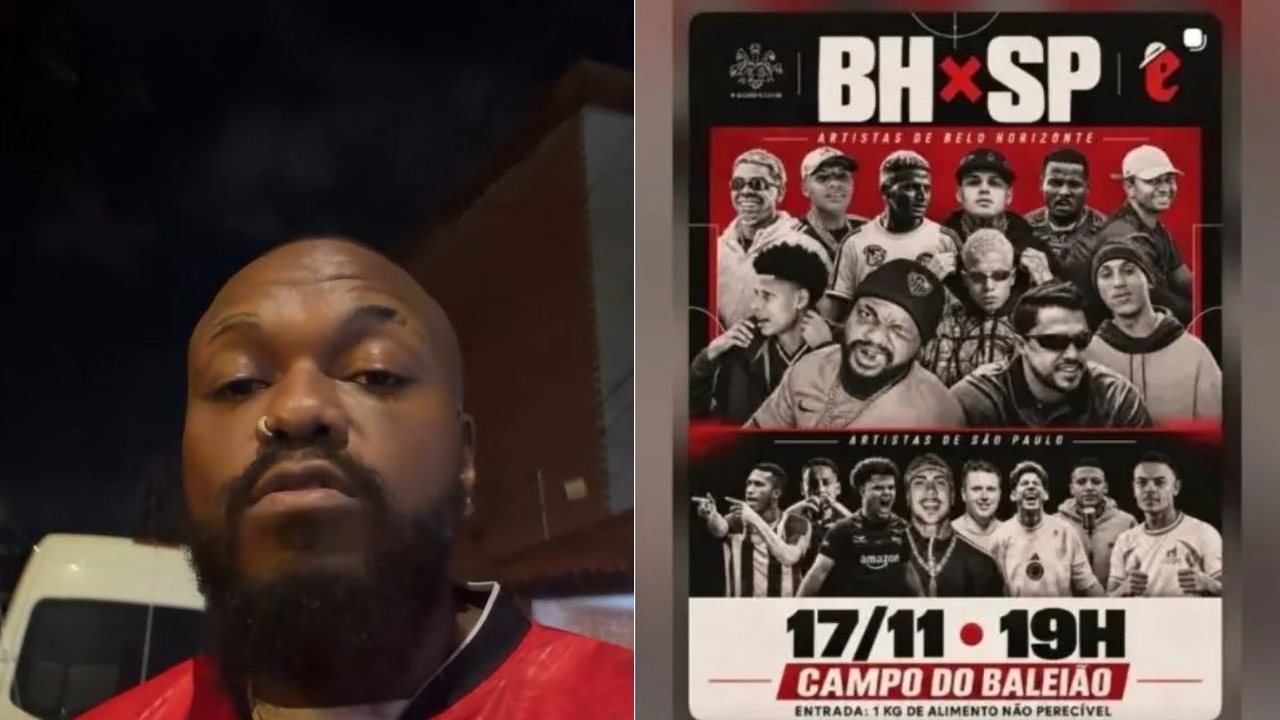 BH×SP
ARTISTAS DE BELO HORIZONTE
ARTISTAS DE SÃO PAULO
amazon
17/11 • 19H
CAMPO DO BALEIÃO
ENTRADA: 1 KG DE ALIMENTO NÃO PERECÍVEL